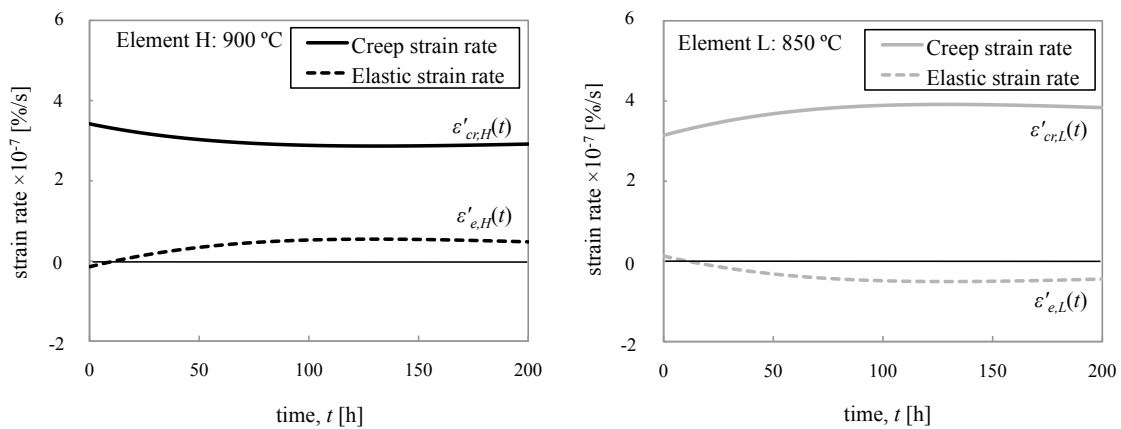 Element H: 900 ºC
Creep strain rate
Elastic strain rate
ε′cr,H(t)
ε′e,H(t)
strain rate ×10-7 [%/s]
6
4
2
0
-2
0 50 100 150 200
time, t [h]
Element L: 850 ºC
Creep strain rate
Elastic strain rate
ε′cr,L(t)
ε′e,L(t)
strain rate ×10-7 [%/s]
6
4
2
0
-2
0 50 100 150 200
time, t [h]